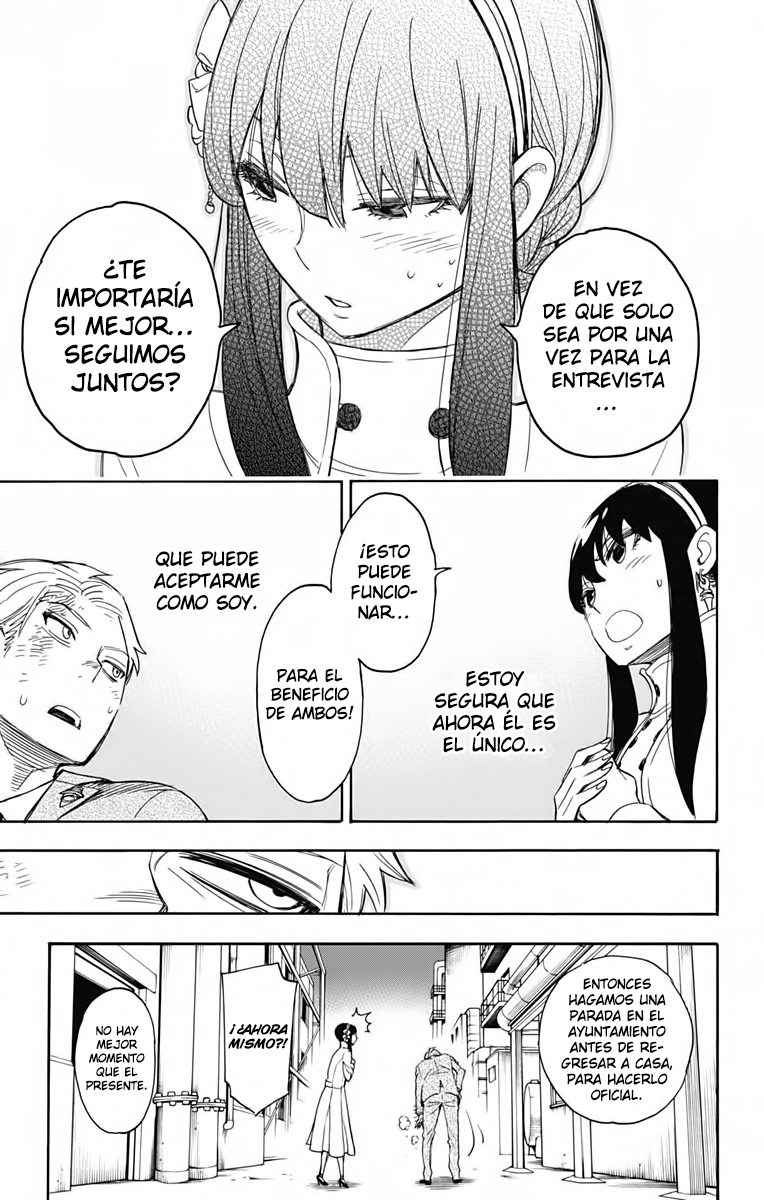 EN VEZ
DE QUE SOLO
SEA POR UNA
VEZ PARA LA
ENTREVISTA
...
¿TE
IMPORTARÍA
SI MEJOR...
SEGUIMOS
JUNTOS?
¡ESTO
PUEDE
FUNCIO-
NAR...
PARA EL
BENEFICIO
DE AMBOS!
ESTOY
SEGURA QUE
AHORA ÉL ES
EL ÚNICO...
QUE PUEDE
ACEPTARME
COMO SOY.
ENTONCES
HAGAMOS UNA
PARADA EN EL
AYUNTAMIENTO
ANTES DE RE-
GRESAR A CASA,
PARA HACERLO
OFICIAL.
¡¿AHORA
MISMO?!
NO HAY
MEJOR
MOMENTO
QUE EL
PRESENTE.